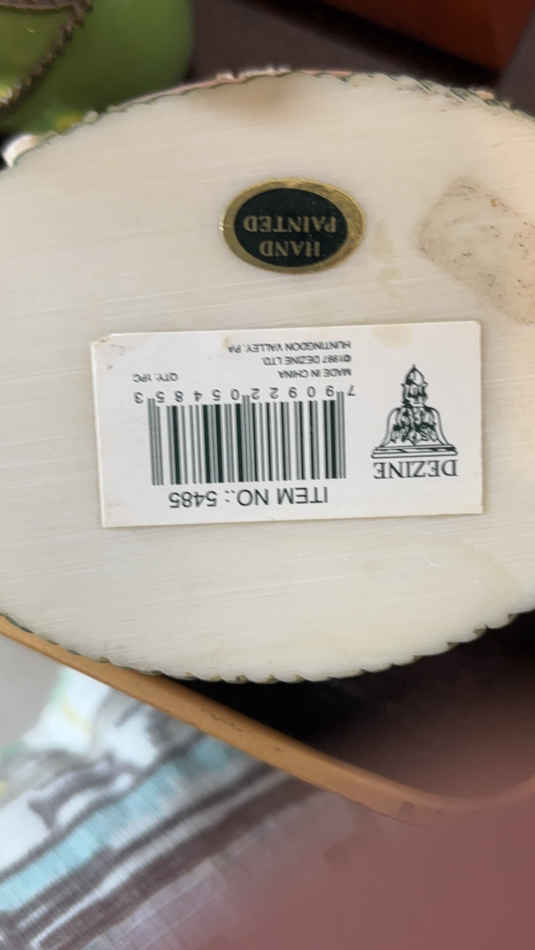 HAND
PAINTED
ITEM NO.: 5485
DEZINE
7 90922 05485 3
MADE IN CHINA
QTY: 1PC
©1997 DEZINE LTD.
HUNTINGDON VALLEY, PA